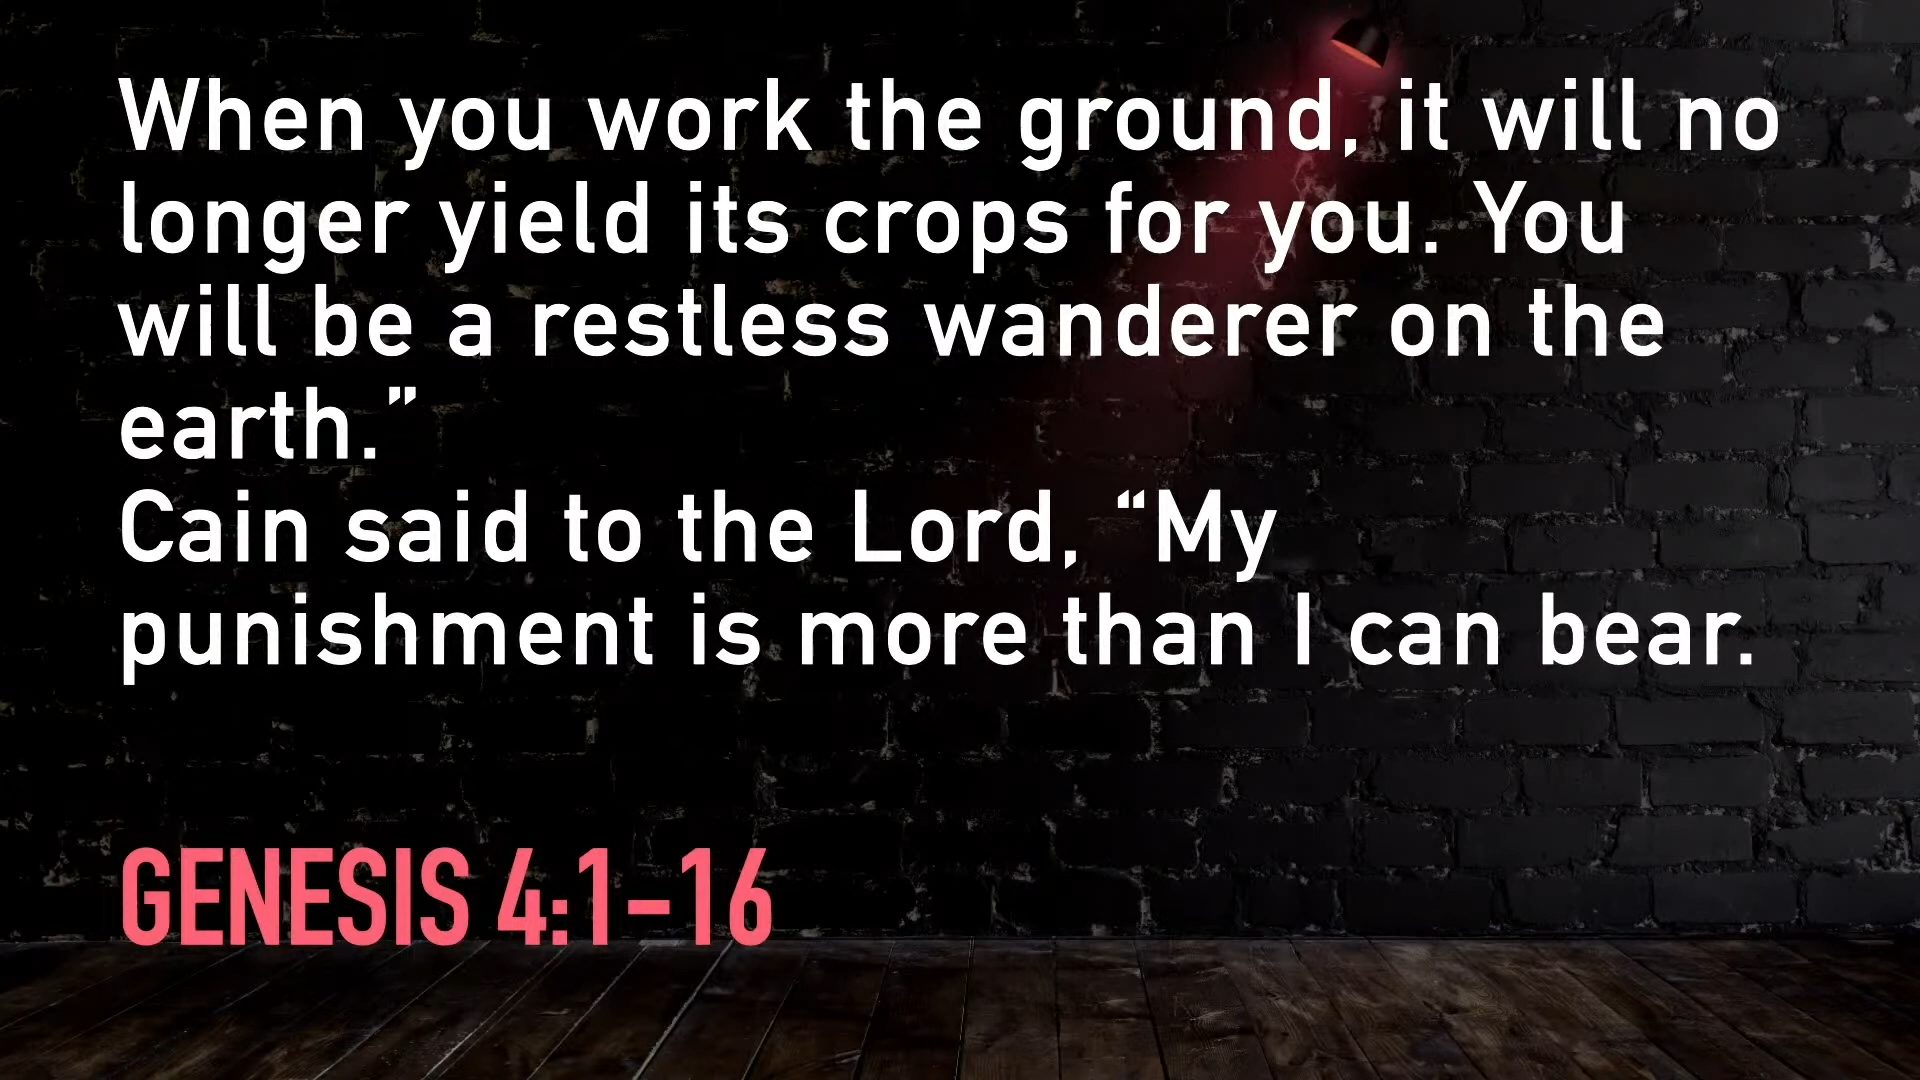 When you work the ground, it will no
longer yield its crops for you. You
will be a restless wanderer on the
earth.”
Cain said to the Lord, “My
punishment is more than I can bear.
GENESIS 4:1–16